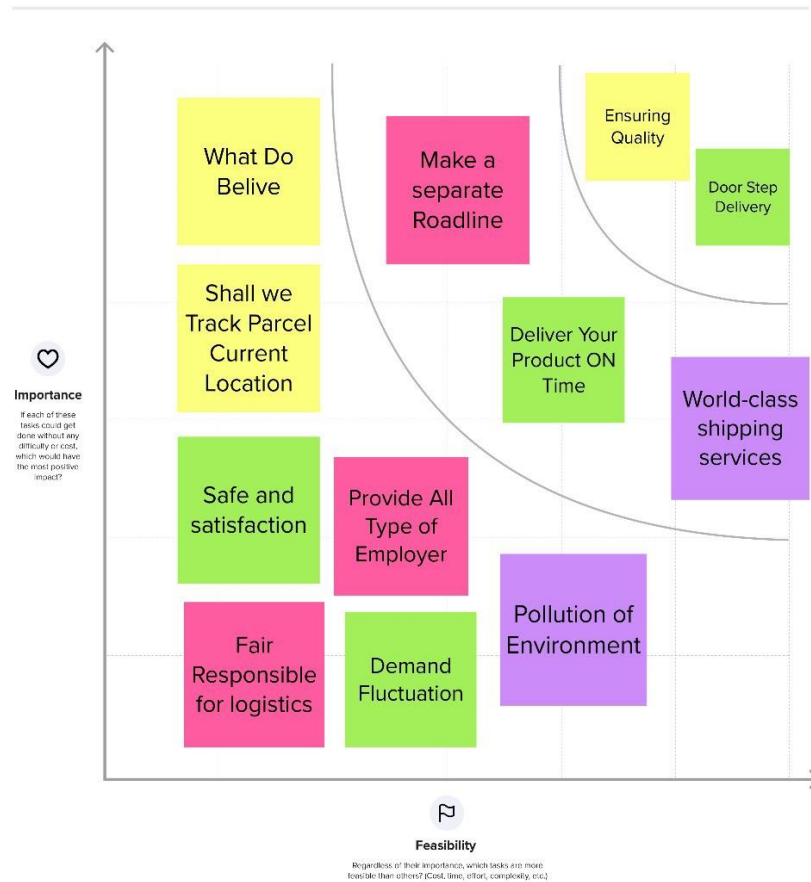 Ensuring
Quality
What Do
Belive
Make a
separate
Roadline
Door Step
Delivery
Shall we
Track Parcel
Current
Location
Deliver Your
Product ON
Time
World-class
shipping
services
Importance
If each of these
tasks could get
done without any
difficulty or cost,
which would have
the most positive
impact?
Safe and
satisfaction
Provide All
Type of
Employer
Pollution of
Environment
Fair
Responsible
for logistics
Demand
Fluctuation
Feasibility
Regardless of their importance, which tasks are more
feasible than others? (Cost, time, effort, complexity, etc.)